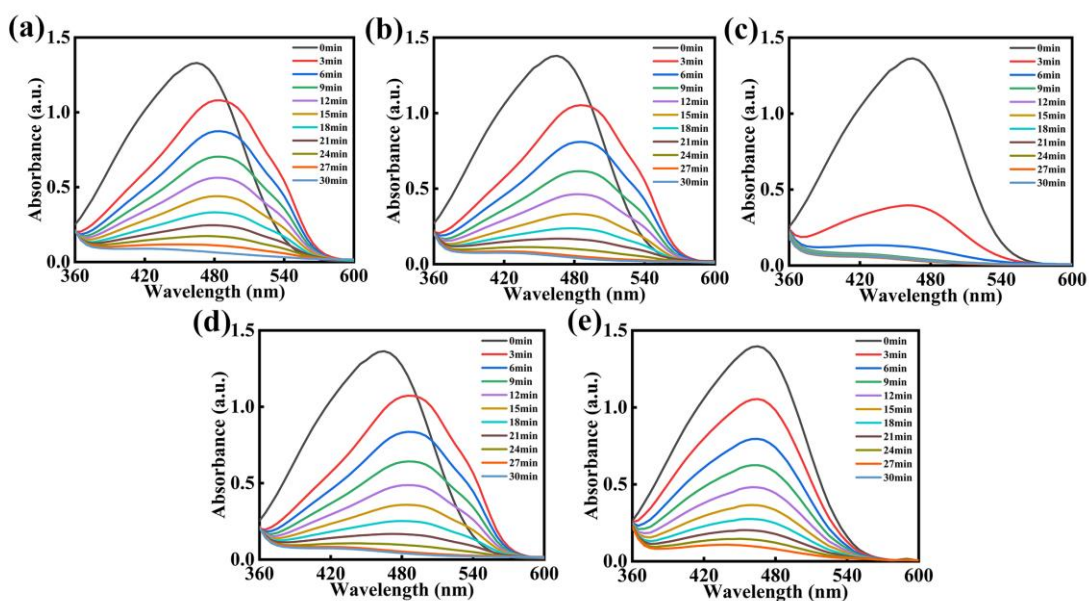 (a)
1.5
1.0
0.5
0.0
Absorbance (a.u.)
0min
3min
6min
9min
12min
15min
18min
21min
24min
27min
30min
360 420 480 540 600
Wavelength (nm)
(b)
1.5
1.0
0.5
0.0
Absorbance (a.u.)
0min
3min
6min
9min
12min
15min
18min
21min
24min
27min
30min
360 420 480 540 600
Wavelength (nm)
(c)
1.5
1.0
0.5
0.0
Absorbance (a.u.)
0min
3min
6min
9min
12min
15min
18min
21min
24min
27min
30min
360 420 480 540 600
Wavelength (nm)
(d)
1.5
1.0
0.5
0.0
Absorbance (a.u.)
0min
3min
6min
9min
12min
15min
18min
21min
24min
27min
30min
360 420 480 540 600
Wavelength (nm)
(e)
1.5
1.0
0.5
0.0
Absorbance (a.u.)
0min
3min
6min
9min
12min
15min
18min
21min
24min
27min
30min
360 420 480 540 600
Wavelength (nm)